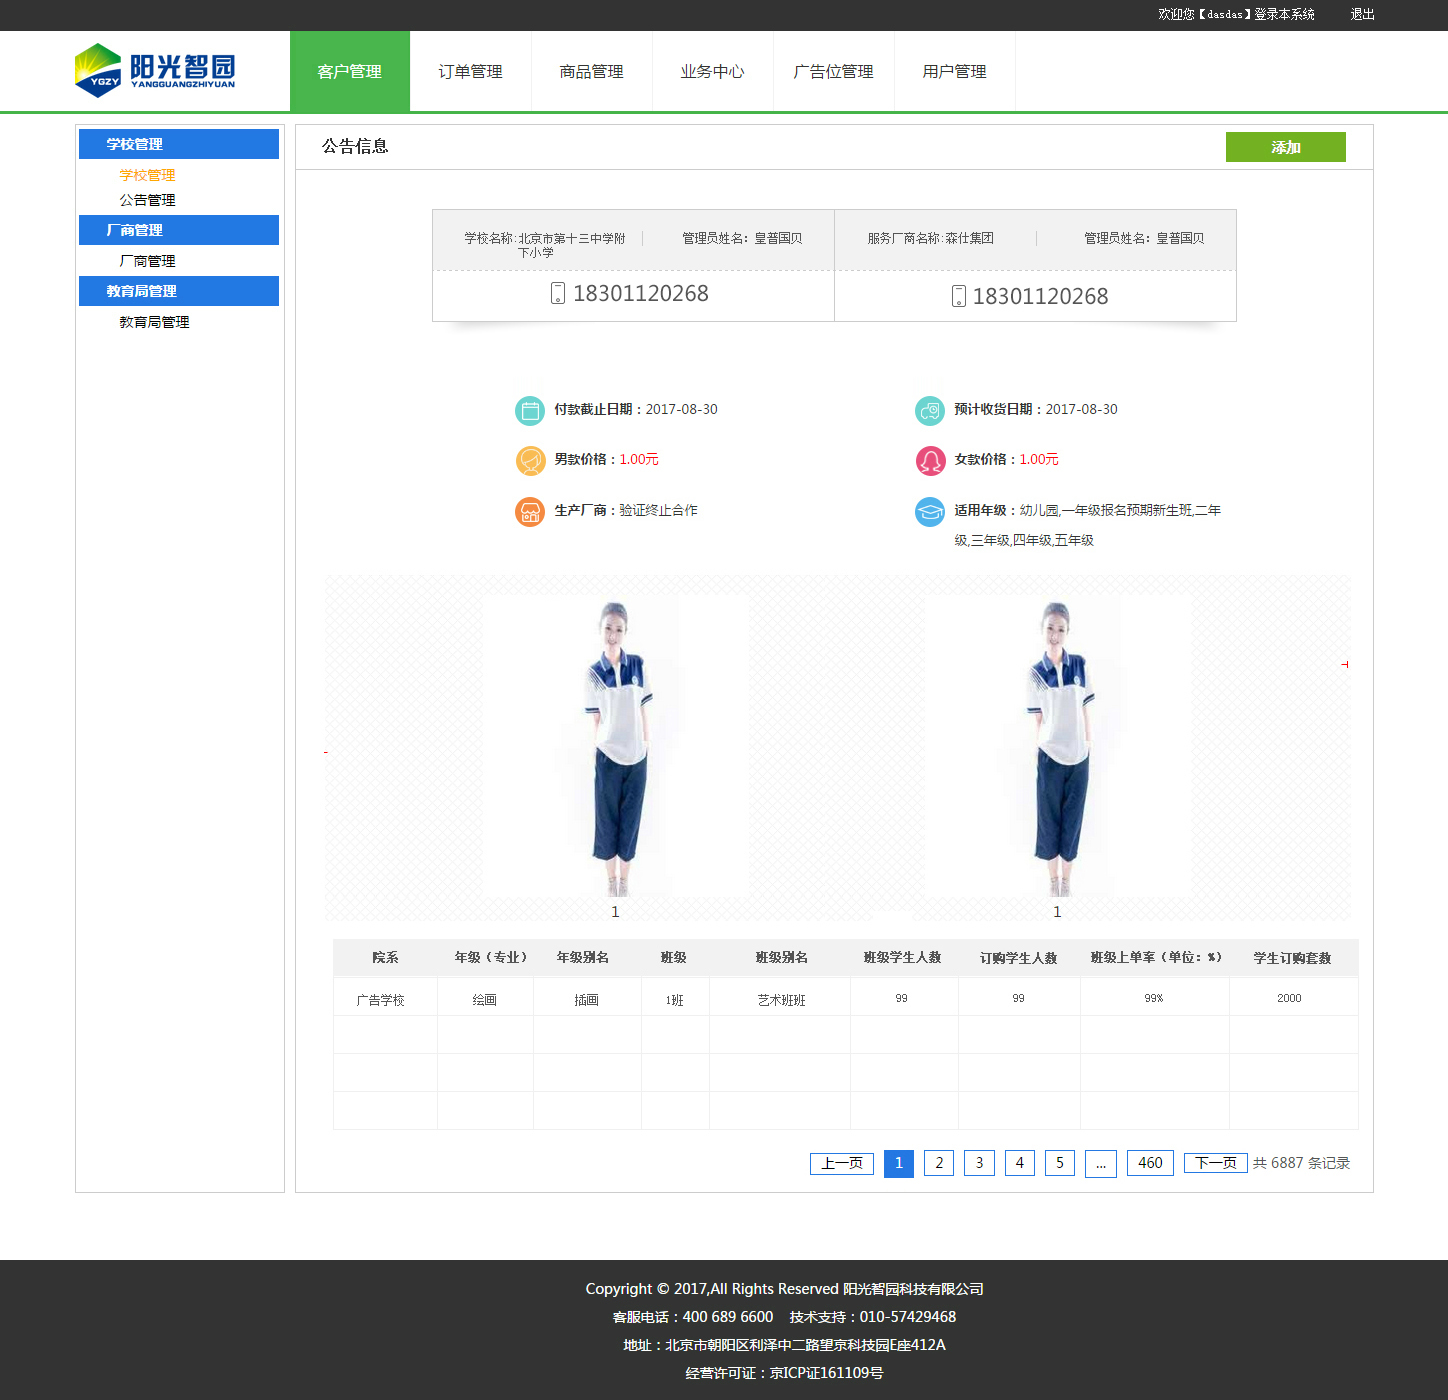 欢迎您【dasdas】登录本系统 退出
阳光智园
YGZY YANGGUANGZHIYUAN
客户管理 订单管理 商品管理 业务中心 广告位管理 用户管理
学校管理
学校管理
公告管理
厂商管理
厂商管理
教育局管理
教育局管理
公告信息 添加
学校名称:北京市第十三中学附 管理员姓名：皇普国贝 服务厂商名称:森仕集团 管理员姓名：皇普国贝
下小学
18301120268 18301120268
付款截止日期：2017-08-30 预计收货日期：2017-08-30
男款价格：1.00元 女款价格：1.00元
生产厂商：验证终止合作 适用年级：幼儿园,一年级报名预期新生班,二年
级,三年级,四年级,五年级
1 1
院系 年级（专业） 年级别名 班级 班级别名 班级学生人数 订购学生人数 班级上单率（单位：%） 学生订购套数
广告学校 绘画 插画 1班 艺术班班 99 99 99% 2000
上一页 1 2 3 4 5 ... 460 下一页 共 6887 条记录
Copyright © 2017,All Rights Reserved 阳光智园科技有限公司
客服电话：400 689 6600 技术支持：010-57429468
地址：北京市朝阳区利泽中二路望京科技园E座412A
经营许可证：京ICP证161109号